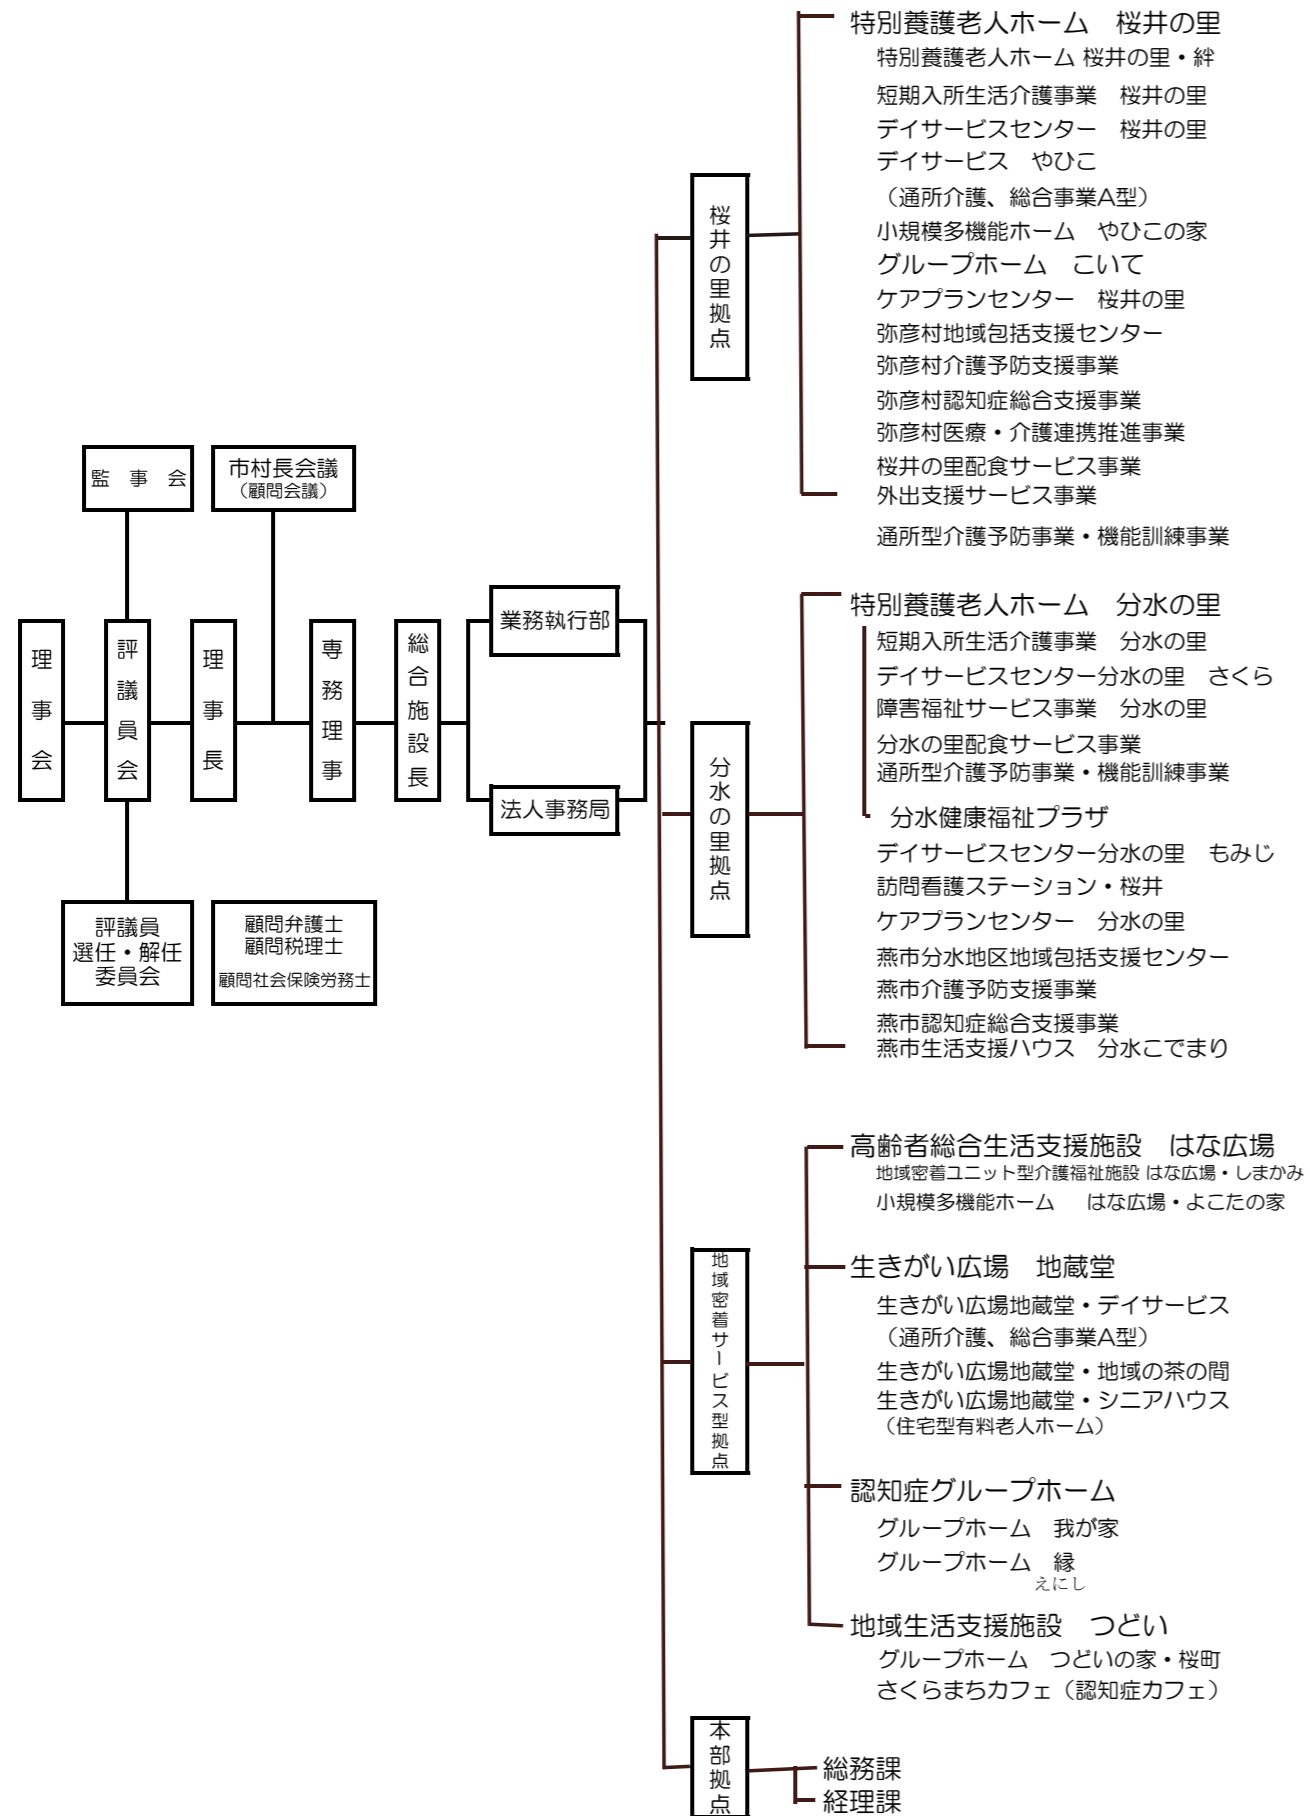 監　事　会
市村長会議
（顧問会議）
理事会
評議員会
理事長
専務理事
総合施設長
業務執行部
法人事務局
評議員
選任・解任
委員会
顧問弁護士
顧問税理士
顧問社会保険労務士
桜井の里拠点
特別養護老人ホーム　桜井の里
特別養護老人ホーム 桜井の里・絆
短期入所生活介護事業　桜井の里
デイサービスセンター　桜井の里
デイサービス　やひこ
（通所介護、総合事業A型）
小規模多機能ホーム　やひこの家
グループホーム　こいて
ケアプランセンター　桜井の里
弥彦村地域包括支援センター
弥彦村介護予防支援事業
弥彦村認知症総合支援事業
弥彦村医療・介護連携推進事業
桜井の里配食サービス事業
外出支援サービス事業
通所型介護予防事業・機能訓練事業
分水の里拠点
特別養護老人ホーム　分水の里
短期入所生活介護事業　分水の里
デイサービスセンター分水の里　さくら
障害福祉サービス事業　分水の里
分水の里配食サービス事業
通所型介護予防事業・機能訓練事業
分水健康福祉プラザ
デイサービスセンター分水の里　もみじ
訪問看護ステーション・桜井
ケアプランセンター　分水の里
燕市分水地区地域包括支援センター
燕市介護予防支援事業
燕市認知症総合支援事業
燕市生活支援ハウス　分水こでまり
地域密着サービス型拠点
高齢者総合生活支援施設　はな広場
地域密着ユニット型介護福祉施設 はな広場・しまかみ
小規模多機能ホーム　はな広場・よこたの家
生きがい広場　地蔵堂
生きがい広場地蔵堂・デイサービス
（通所介護、総合事業A型）
生きがい広場地蔵堂・地域の茶の間
生きがい広場地蔵堂・シニアハウス
（住宅型有料老人ホーム）
認知症グループホーム
グループホーム　我が家
グループホーム　縁
えにし
地域生活支援施設　つどい
グループホーム　つどいの家・桜町
さくらまちカフェ（認知症カフェ）
本部拠点
総務課
経理課